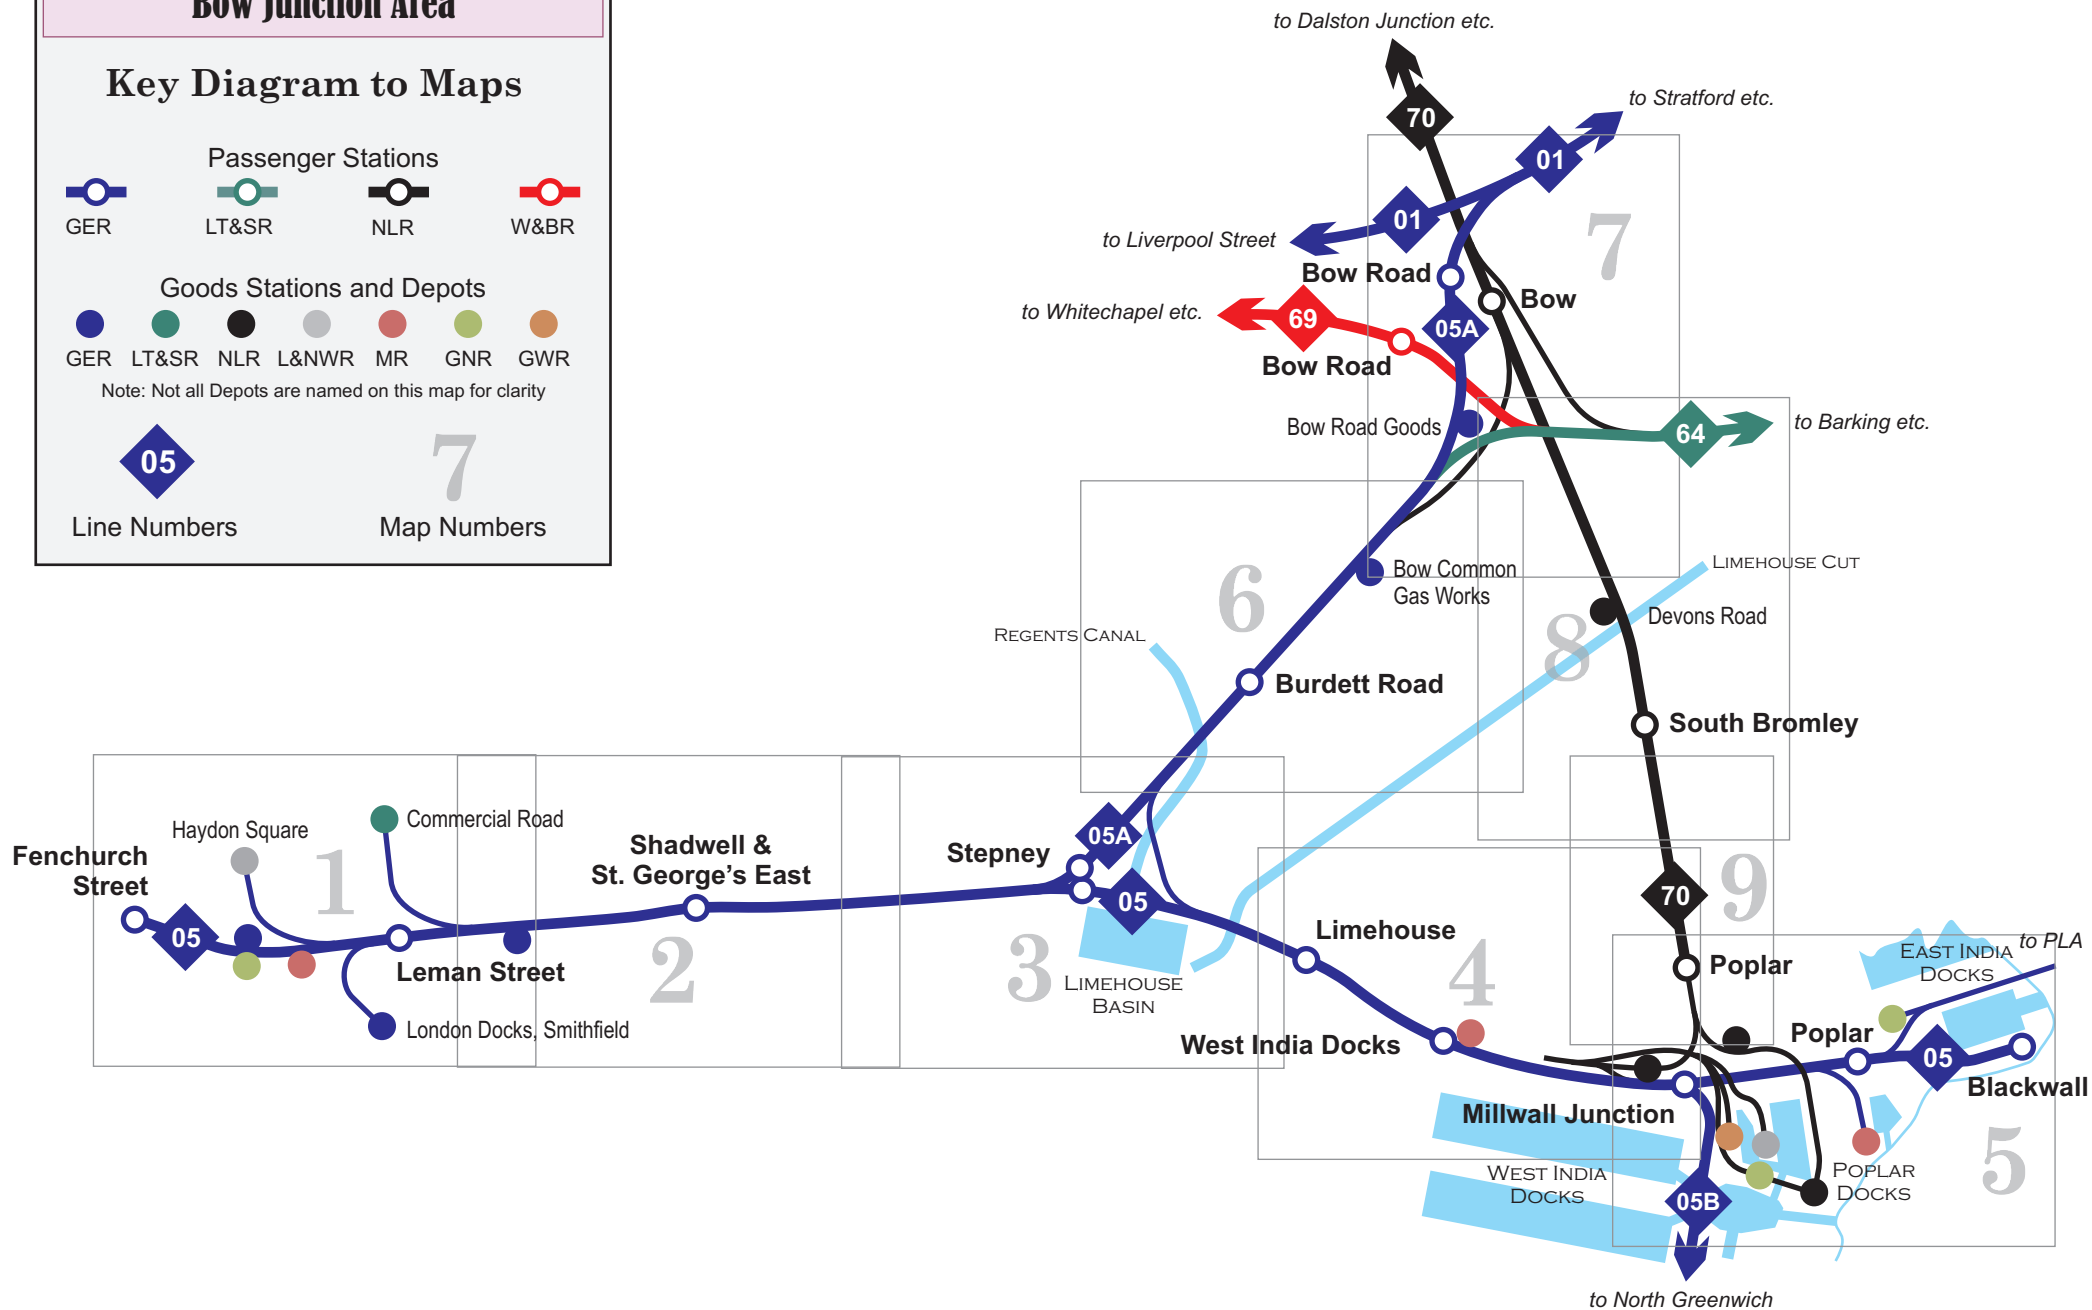 Bow Junction Area
Key Diagram to Maps
Passenger Stations
GER
LT&SR
NLR
W&BR
Goods Stations and Depots
GER
LT&SR
NLR
L&NWR
MR
GNR
GWR
Note: Not all Depots are named on this map for clarity
05
7
Line Numbers
Map Numbers
to Dalston Junction etc.
70
to Stratford etc.
01
01
to Liverpool Street
7
Bow Road
Bow
to Whitechapel etc.
69
05A
Bow Road
Bow Road Goods
64
to Barking etc.
Bow Common
Gas Works
6
LIMEHOUSE CUT
Devons Road
8
REGENTS CANAL
Burdett Road
South Bromley
Commercial Road
Haydon Square
1
Fenchurch
Street
05
Leman Street
London Docks, Smithfield
Shadwell &
St. George's East
2
Stepney
05A
05
3
LIMEHOUSE
BASIN
Limehouse
4
West India Docks
70
9
Poplar
EAST INDIA
DOCKS
to PLA
Poplar
05
Blackwall
Millwall Junction
WEST INDIA
DOCKS
POPLAR
DOCKS
5
05B
to North Greenwich